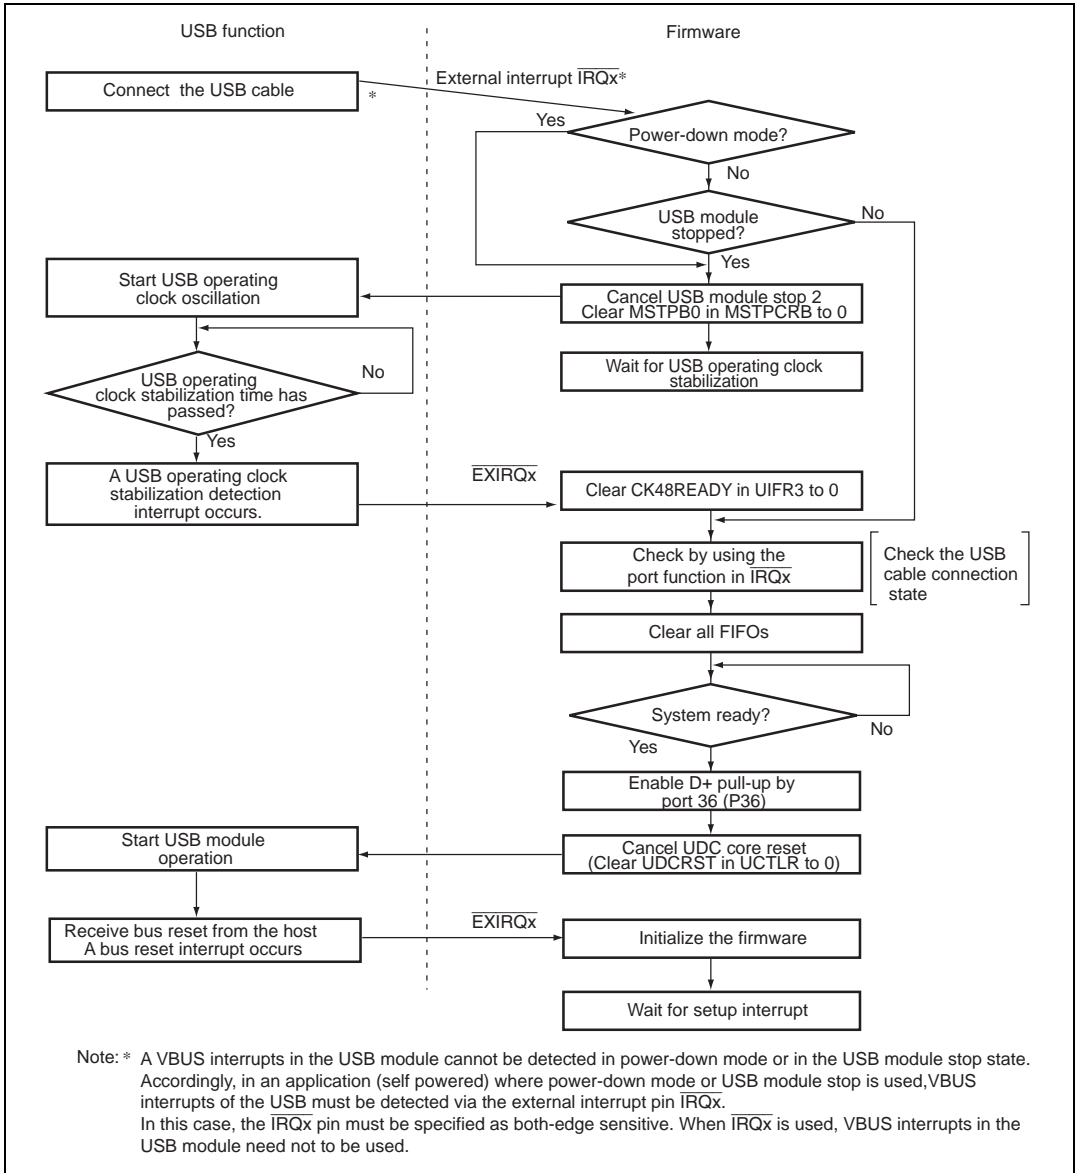 USB function
Firmware
Connect the USB cable
*
External interrupt IRQx*
Power-down mode?
Yes
No
USB module
stopped?
No
Yes
Start USB operating
clock oscillation
Cancel USB module stop 2
Clear MSTPB0 in MSTPCRB to 0
Wait for USB operating clock
stabilization
USB operating
clock stabilization time has
passed?
No
Yes
A USB operating clock
stabilization detection
interrupt occurs.
EXIRQx
Clear CK48READY in UIFR3 to 0
Check by using the
port function in IRQx
Check the USB
cable connection
state
Clear all FIFOs
System ready?
No
Yes
Enable D+ pull-up by
port 36 (P36)
Start USB module
operation
Cancel UDC core reset
(Clear UDCRST in UCTLR to 0)
Receive bus reset from the host
A bus reset interrupt occurs
EXIRQx
Initialize the firmware
Wait for setup interrupt
Note: * A VBUS interrupts in the USB module cannot be detected in power-down mode or in the USB module stop state.
Accordingly, in an application (self powered) where power-down mode or USB module stop is used,VBUS
interrupts of the USB must be detected via the external interrupt pin IRQx.
In this case, the IRQx pin must be specified as both-edge sensitive. When IRQx is used, VBUS interrupts in the
USB module need not to be used.